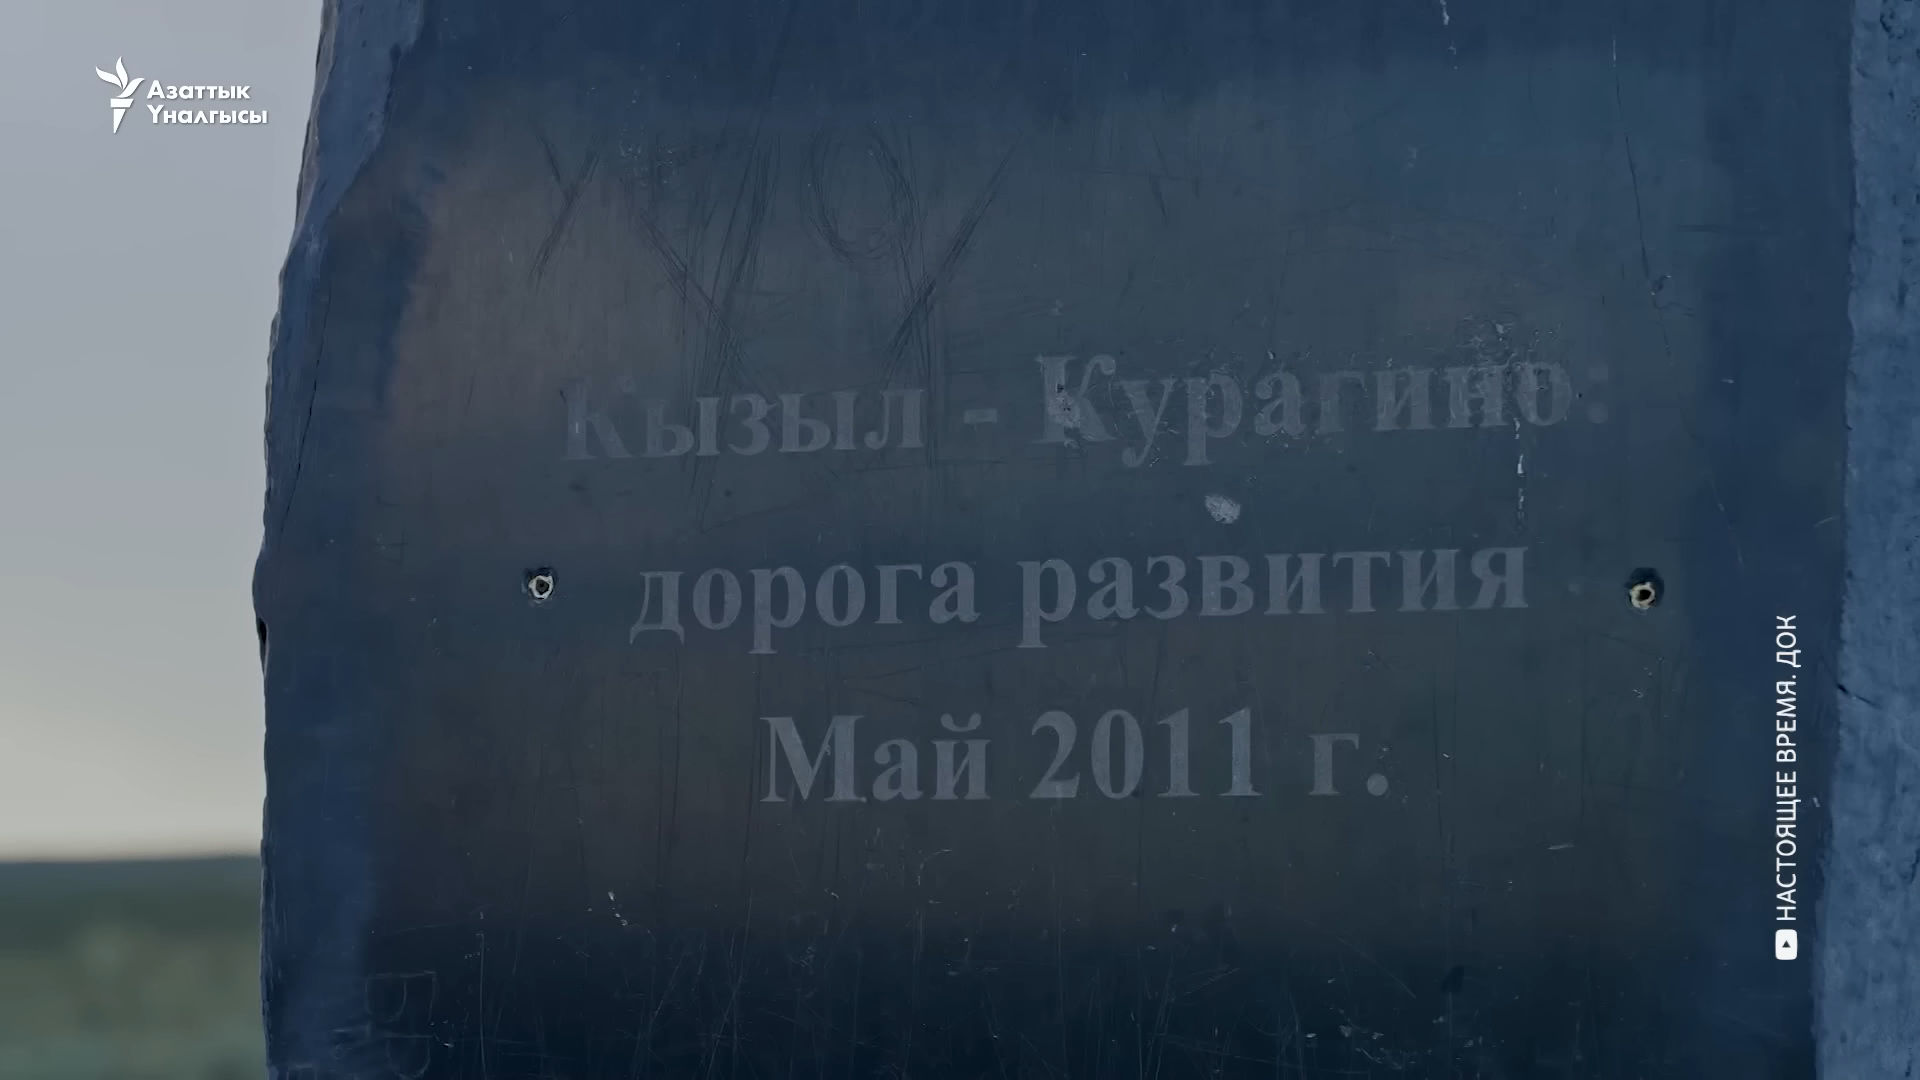 Азаттык
Үналгысы
Кызыл - Курагино:
дорога развития
Май 2011 г.
НАСТОЯЩЕЕ ВРЕМЯ. ДОК